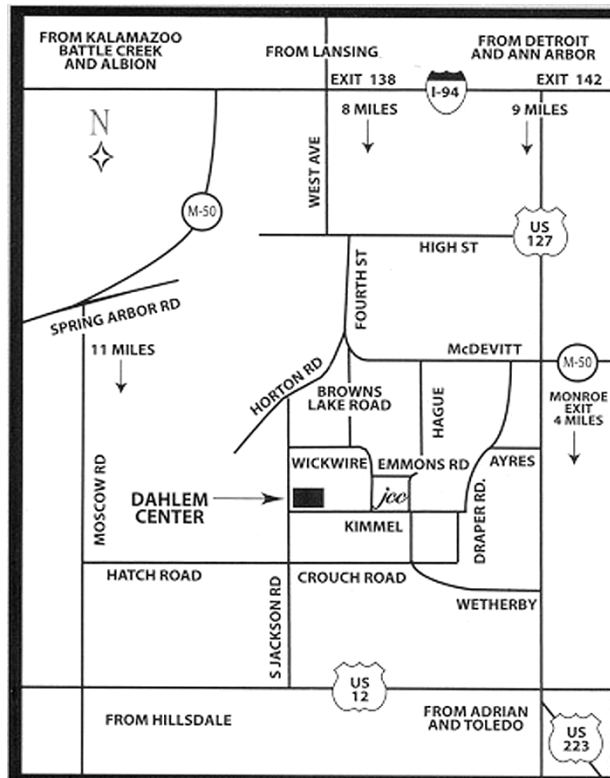 FROM KALAMAZOO
BATTLE CREEK
AND ALBION
FROM LANSING
FROM DETROIT
AND ANN ARBOR
EXIT 138
I-94
EXIT 142
8 MILES
9 MILES
N
WEST AVE
M-50
US
127
HIGH ST
FOURTH ST
SPRING ARBOR RD
11 MILES
McDEVITT
M-50
HORTON RD
BROWNS
LAKE ROAD
HAGUE
MONROE
EXIT
4 MILES
WICKWIRE
EMMONS RD
AYRES
MOSCOW RD
DAHLEM
CENTER
jcc
KIMMEL
DRAPER RD.
HATCH ROAD
CROUCH ROAD
WETHERBY
S JACKSON RD
US
12
FROM HILLSDALE
FROM ADRIAN
AND TOLEDO
US
223